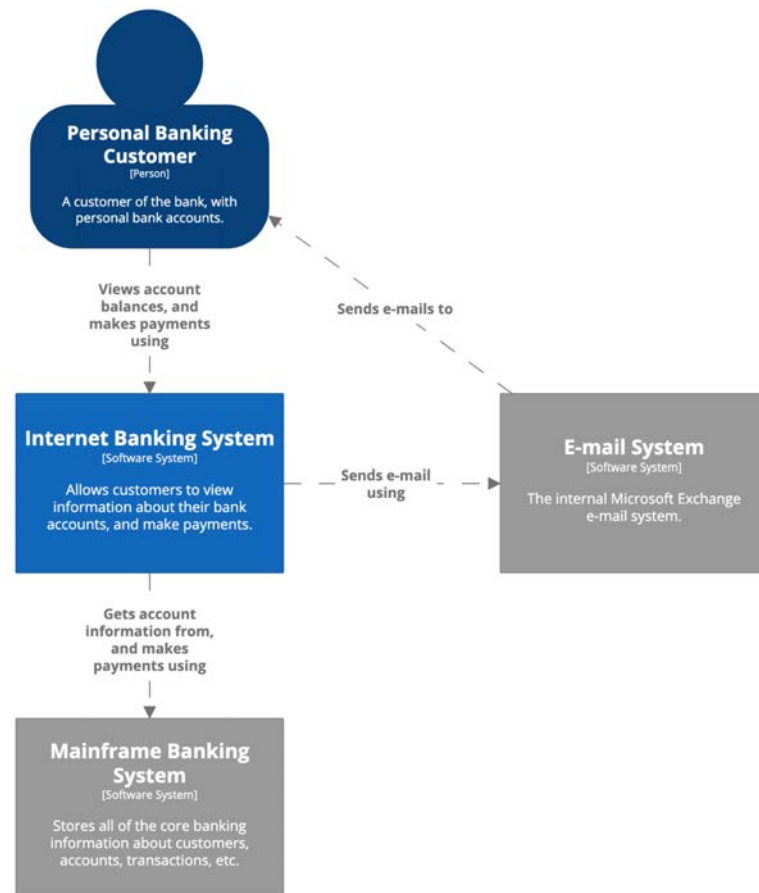 Personal Banking
Customer
[Person]
A customer of the bank, with
personal bank accounts.
Views account
balances, and
makes payments
using
Sends e-mails to
Internet Banking System
[Software System]
Allows customers to view
information about their bank
accounts, and make payments.
Sends e-mail
using
E-mail System
[Software System]
The internal Microsoft Exchange
e-mail system.
Gets account
information from,
and makes
payments using
Mainframe Banking
System
[Software System]
Stores all of the core banking
information about customers,
accounts, transactions, etc.